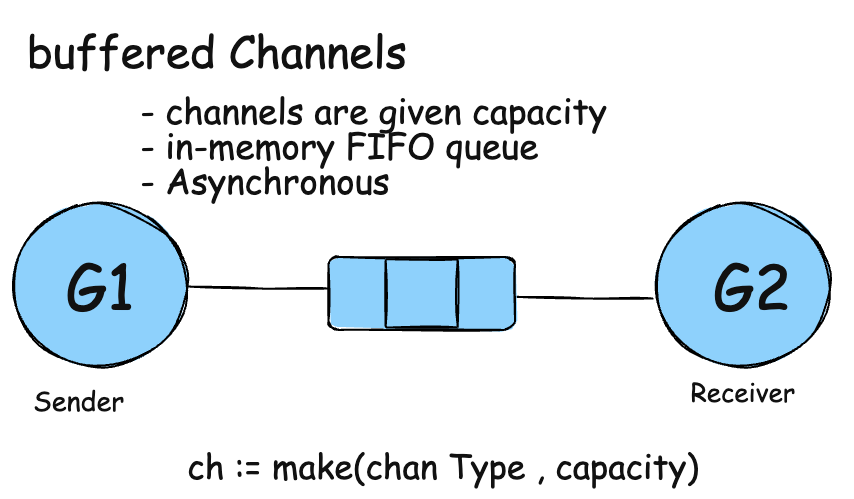 buffered Channels
- channels are given capacity
- in-memory FIFO queue
- Asynchronous
G1
G2
Sender
Receiver
ch := make(chan Type , capacity)